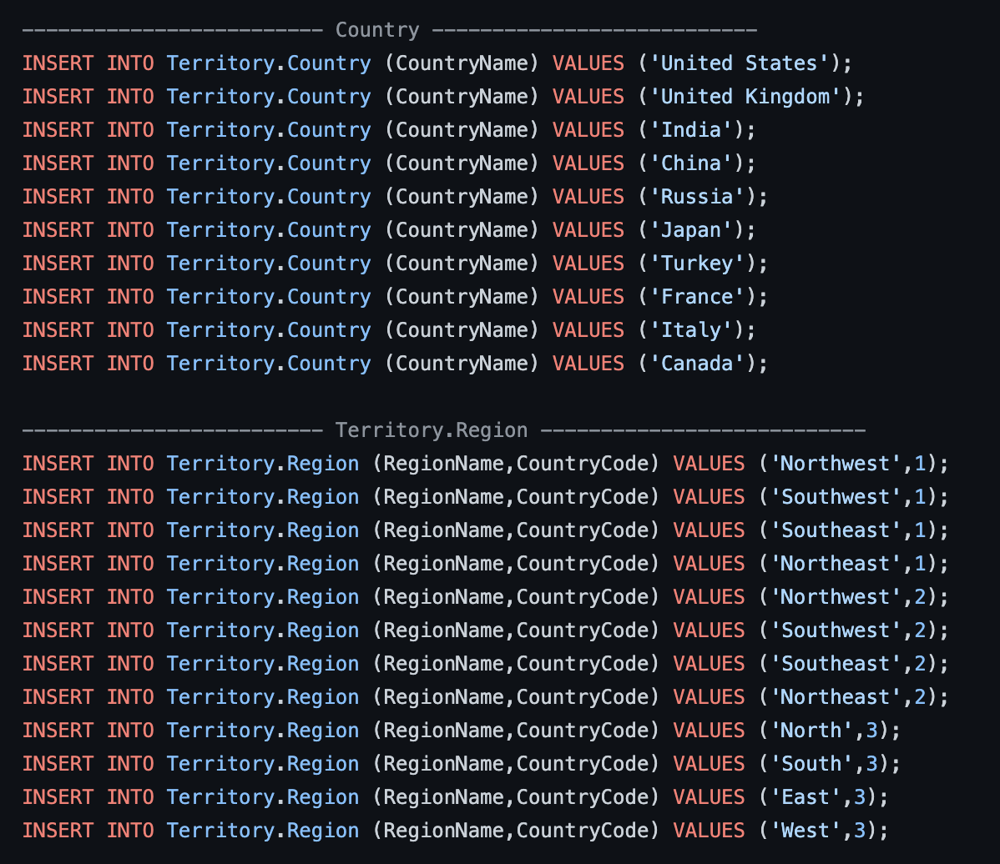 ------------------------- Country ---------------------------
INSERT INTO Territory.Country (CountryName) VALUES ('United States');
INSERT INTO Territory.Country (CountryName) VALUES ('United Kingdom');
INSERT INTO Territory.Country (CountryName) VALUES ('India');
INSERT INTO Territory.Country (CountryName) VALUES ('China');
INSERT INTO Territory.Country (CountryName) VALUES ('Russia');
INSERT INTO Territory.Country (CountryName) VALUES ('Japan');
INSERT INTO Territory.Country (CountryName) VALUES ('Turkey');
INSERT INTO Territory.Country (CountryName) VALUES ('France');
INSERT INTO Territory.Country (CountryName) VALUES ('Italy');
INSERT INTO Territory.Country (CountryName) VALUES ('Canada');
------------------------- Territory.Region ---------------------------
INSERT INTO Territory.Region (RegionName,CountryCode) VALUES ('Northwest',1);
INSERT INTO Territory.Region (RegionName,CountryCode) VALUES ('Southwest',1);
INSERT INTO Territory.Region (RegionName,CountryCode) VALUES ('Southeast',1);
INSERT INTO Territory.Region (RegionName,CountryCode) VALUES ('Northeast',1);
INSERT INTO Territory.Region (RegionName,CountryCode) VALUES ('Northwest',2);
INSERT INTO Territory.Region (RegionName,CountryCode) VALUES ('Southwest',2);
INSERT INTO Territory.Region (RegionName,CountryCode) VALUES ('Southeast',2);
INSERT INTO Territory.Region (RegionName,CountryCode) VALUES ('Northeast',2);
INSERT INTO Territory.Region (RegionName,CountryCode) VALUES ('North',3);
INSERT INTO Territory.Region (RegionName,CountryCode) VALUES ('South',3);
INSERT INTO Territory.Region (RegionName,CountryCode) VALUES ('East',3);
INSERT INTO Territory.Region (RegionName,CountryCode) VALUES ('West',3);